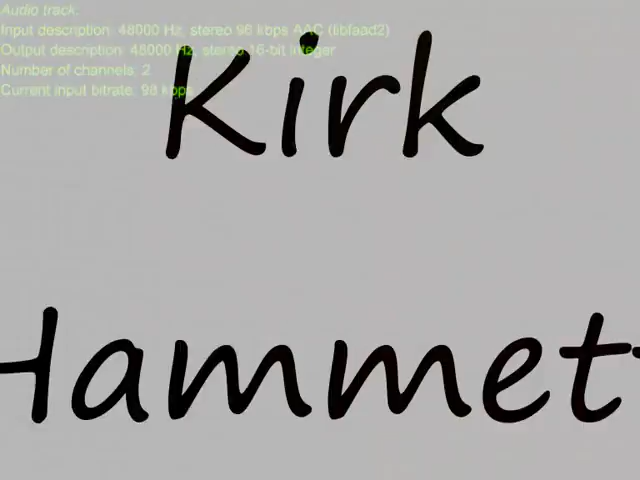 Audio track:
Input description: 48000 Hz, stereo 96 kbps AAC (libfaad2)
Output description: 48000 Hz, stereo 16-bit integer
Number of channels: 2
Current input bitrate: 98 kbps
Kirk
Hammett